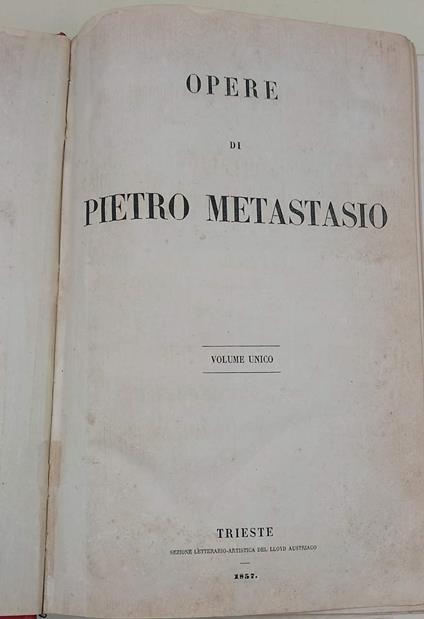 OPERE
DI
PIETRO METASTASIO
VOLUME UNICO
TRIESTE
SEZIONE LETTERARIO-ARTISTICA DEL LLOYD AUSTRIACO
1857.